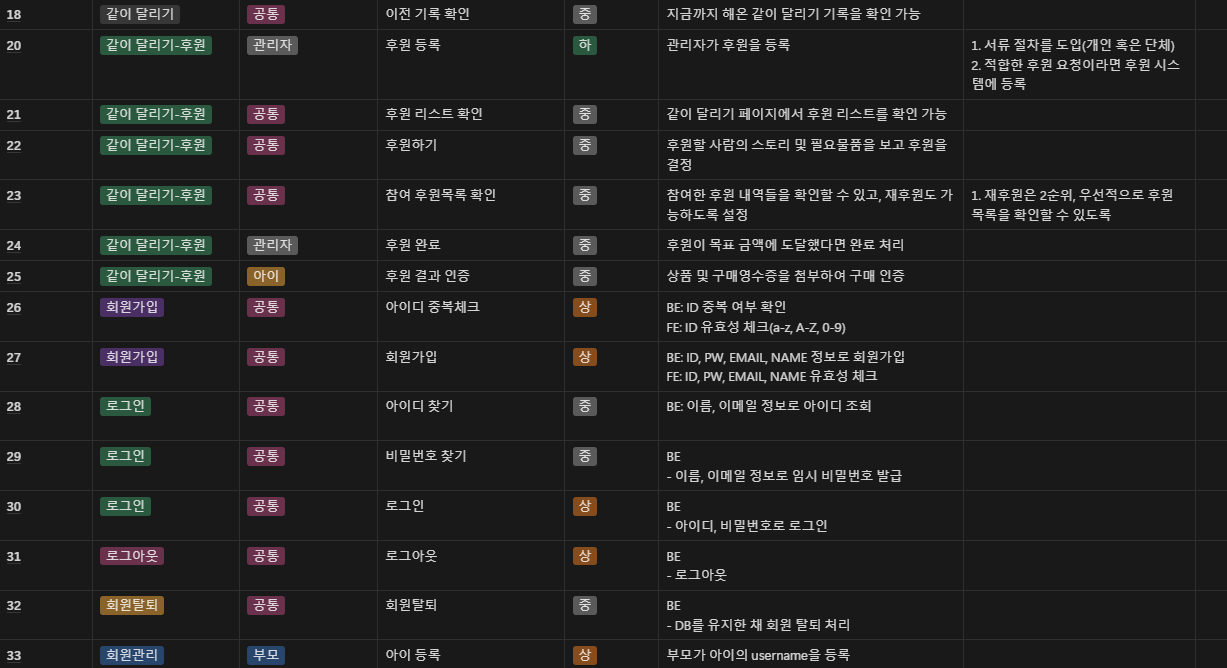 18 같이 달리기 공통 이전 기록 확인 중 지금까지 해온 같이 달리기 기록을 확인 가능
20 같이 달리기-후원 관리자 후원 등록 하 관리자가 후원을 등록 1. 서류 절차를 도입(개인 혹은 단체)
2. 적합한 후원 요청이라면 후원 시스
템에 등록
21 같이 달리기-후원 공통 후원 리스트 확인 중 같이 달리기 페이지에서 후원 리스트를 확인 가능
22 같이 달리기-후원 공통 후원하기 중 후원할 사람의 스토리 및 필요물품을 보고 후원을
결정
23 같이 달리기-후원 공통 참여 후원목록 확인 중 참여한 후원 내역들을 확인할 수 있고, 재후원도 가
능하도록 설정
1. 재후원은 2순위, 우선적으로 후원
목록을 확인할 수 있도록
24 같이 달리기-후원 관리자 후원 완료 중 후원이 목표 금액에 도달했다면 완료 처리
25 같이 달리기-후원 아이 후원 결과 인증 중 상품 및 구매영수증을 첨부하여 구매 인증
26 회원가입 공통 아이디 중복체크 상 BE: ID 중복 여부 확인
FE: ID 유효성 체크(a-z, A-Z, 0-9)
27 회원가입 공통 회원가입 상 BE: ID, PW, EMAIL, NAME 정보로 회원가입
FE: ID, PW, EMAIL, NAME 유효성 체크
28 로그인 공통 아이디 찾기 중 BE: 이름, 이메일 정보로 아이디 조회
29 로그인 공통 비밀번호 찾기 중 BE
- 이름, 이메일 정보로 임시 비밀번호 발급
30 로그인 공통 로그인 상 BE
- 아이디, 비밀번호로 로그인
31 로그아웃 공통 로그아웃 상 BE
- 로그아웃
32 회원탈퇴 공통 회원탈퇴 중 BE
- DB를 유지한 채 회원 탈퇴 처리
33 회원관리 부모 아이 등록 상 부모가 아이의 username을 등록